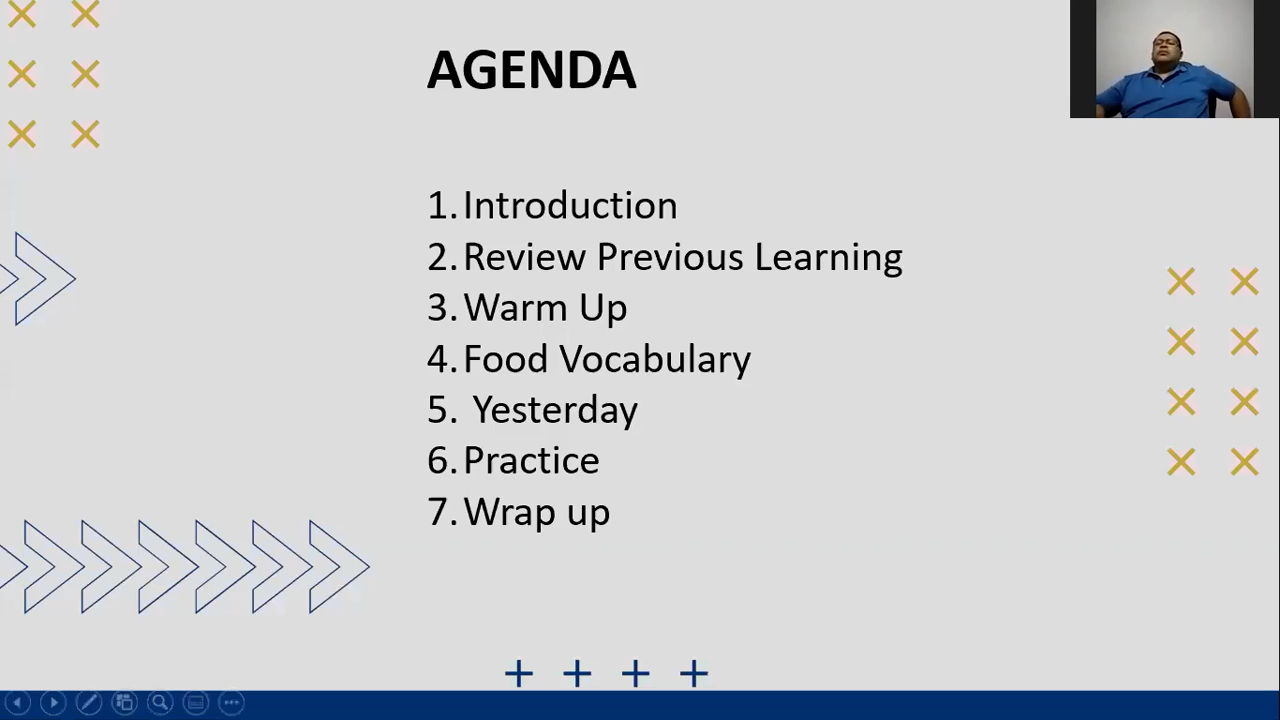 AGENDA
1. Introduction
2. Review Previous Learning
3. Warm Up
4. Food Vocabulary
5. Yesterday
6. Practice
7. Wrap up